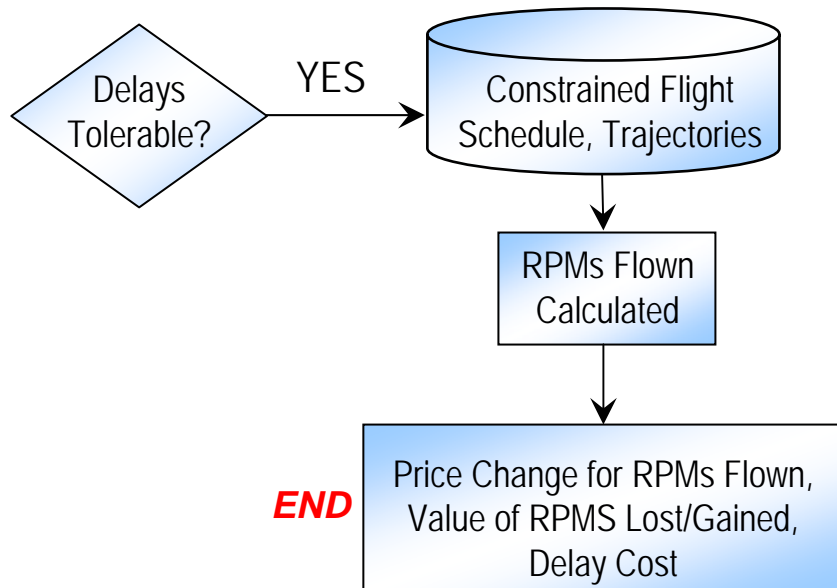 Delays
Tolerable?
YES
Constrained Flight
Schedule, Trajectories
RPMs Flown
Calculated
END
Price Change for RPMs Flown,
Value of RPMS Lost/Gained,
Delay Cost